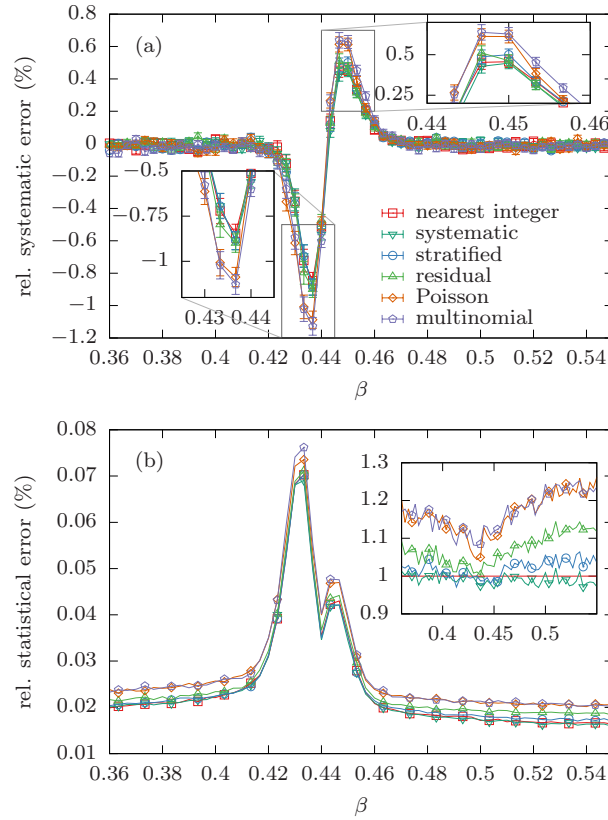 (a)
rel. systematic error (%)
0.8
0.6
0.4
0.2
0
−0.2
−0.4
−0.6
−0.8
−1
−1.2
0.36 0.38 0.4 0.42 0.44 0.46 0.48 0.5 0.52 0.54
β
0.5
0.25
0.44 0.45 0.46
−0.5
−0.75
−1
0.43 0.44
nearest integer
systematic
stratified
residual
Poisson
multinomial
(b)
rel. statistical error (%)
0.08
0.07
0.06
0.05
0.04
0.03
0.02
0.01
0.36 0.38 0.4 0.42 0.44 0.46 0.48 0.5 0.52 0.54
β
1.3
1.2
1.1
1
0.9
0.4 0.45 0.5